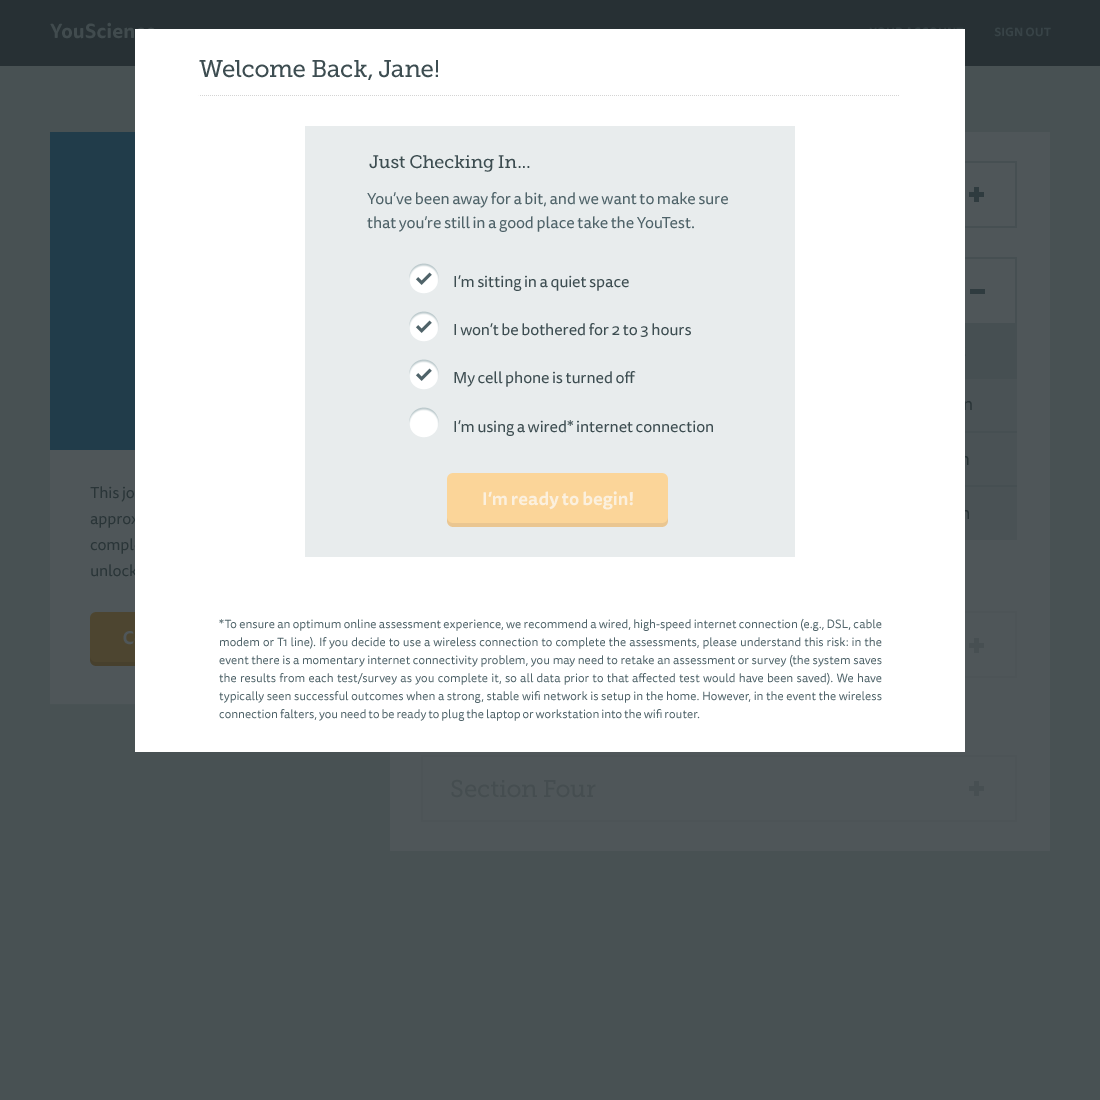 SIGN OUT
Welcome Back, Jane!
Just Checking In...
You've been away for a bit, and we want to make sure
that you're still in a good place take the YouTest.
I'm sitting in a quiet space
I won't be bothered for 2 to 3 hours
My cell phone is turned off
I'm using a wired* internet connection
I'm ready to begin!
This
*To ensure an optimum online assessment experience, we recommend a wired, high-speed internet connection (e.g., DSL, cable
modem or T1 line). If you decide to use a wireless connection to complete the assessments, please understand this risk: in the
event there is a momentary internet connectivity problem, you may need to retake an assessment or survey (the system saves
the results from each test/survey as you complete it, so all data prior to that affected test would have been saved). We have
typically seen successful outcomes when a strong, stable wifi network is setup in the home. However, in the event the wireless
connection falters, you need to be ready to plug the laptop or workstation into the wifi router.
Section Four